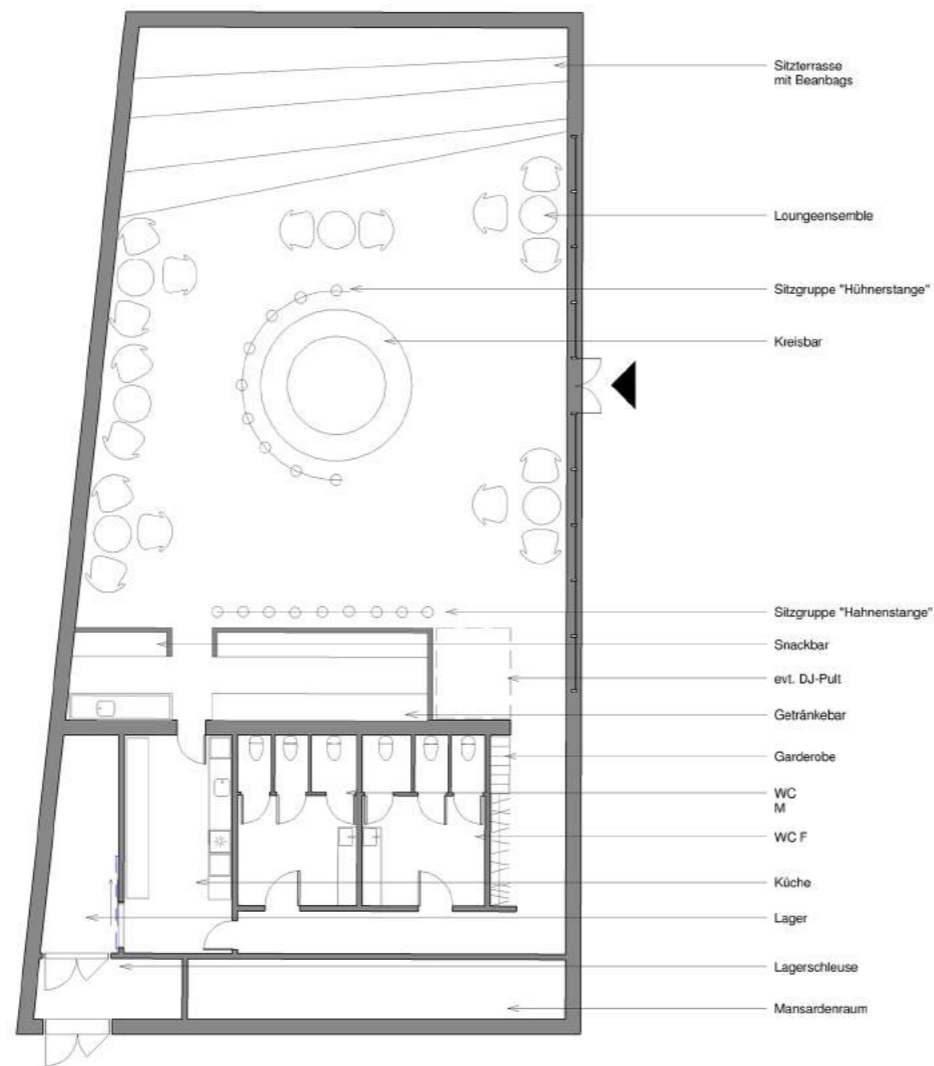 Sitzterrasse
mit Beanbags
Loungeensemble
Sitzgruppe "Hühnerstange"
Kreisbar
Sitzgruppe "Hahnenstange"
Snackbar
evt. DJ-Pult
Getränkebar
Garderobe
WC
M
WC F
Küche
Lager
Lagerschleuse
Mansardenraum